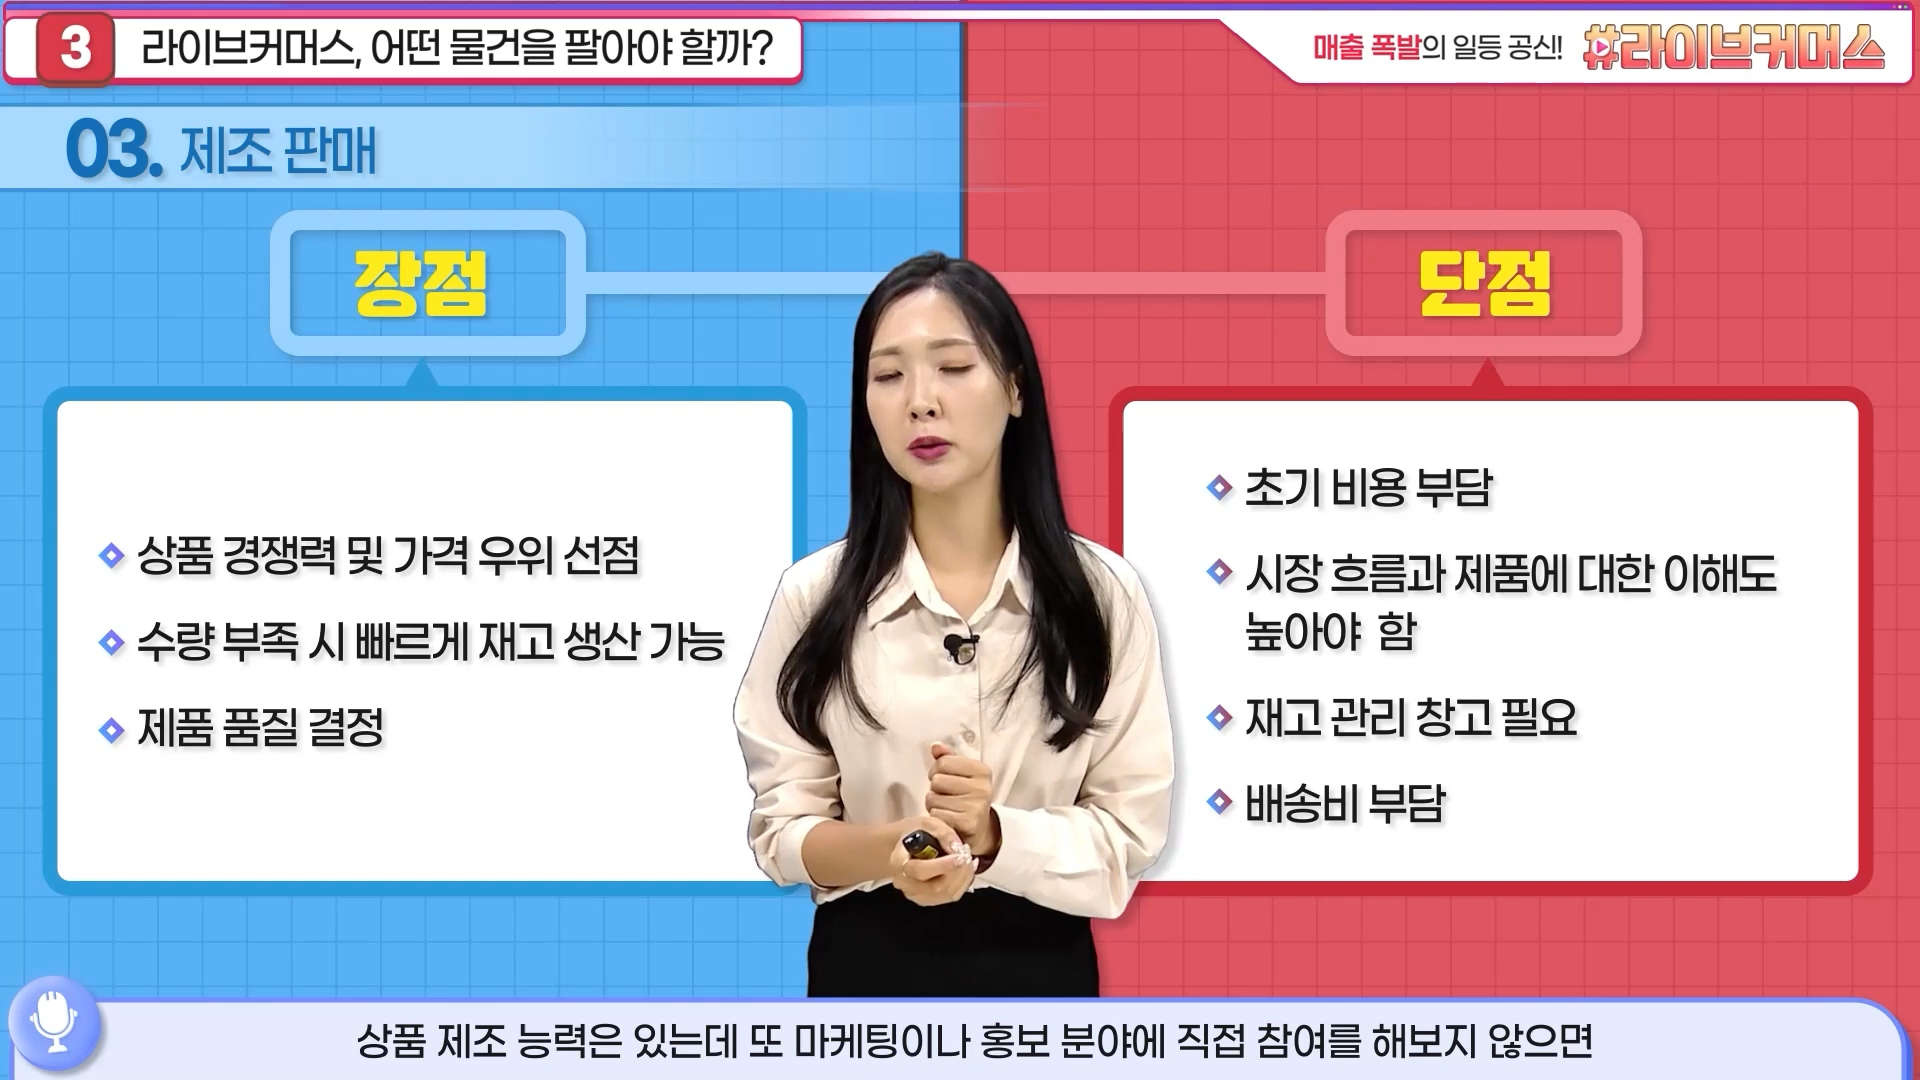 3 라이브커머스, 어떤 물건을 팔아야 할까?
매출 폭발의 일등 공신! #라이브커머스
03. 제조 판매
장점
상품 경쟁력 및 가격 우위 선점
수량 부족 시 빠르게 재고 생산 가능
제품 품질 결정
단점
초기 비용 부담
시장 흐름과 제품에 대한 이해도
높아야 함
재고 관리 창고 필요
배송비 부담
상품 제조 능력은 있는데 또 마케팅이나 홍보 분야에 직접 참여를 해보지 않으면